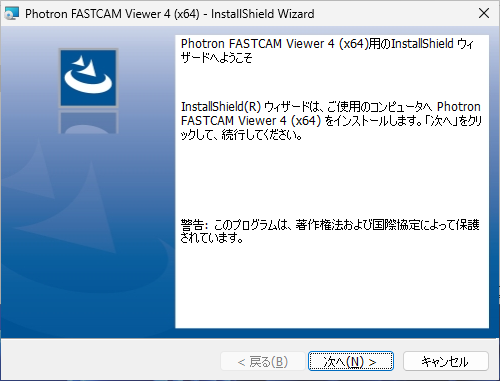 Photron FASTCAM Viewer 4 (x64) - InstallShield Wizard
Photron FASTCAM Viewer 4 (x64)用のInstallShield ウィ
ザードへようこそ
InstallShield(R) ウィザードは、ご使用のコンピュータへ Photron
FASTCAM Viewer 4 (x64) をインストールします。「次へ」をクリ
ックして、続行してください。
警告: このプログラムは、著作権法および国際協定によって保護
されています。
< 戻る(B)
次へ(N) >
キャンセル